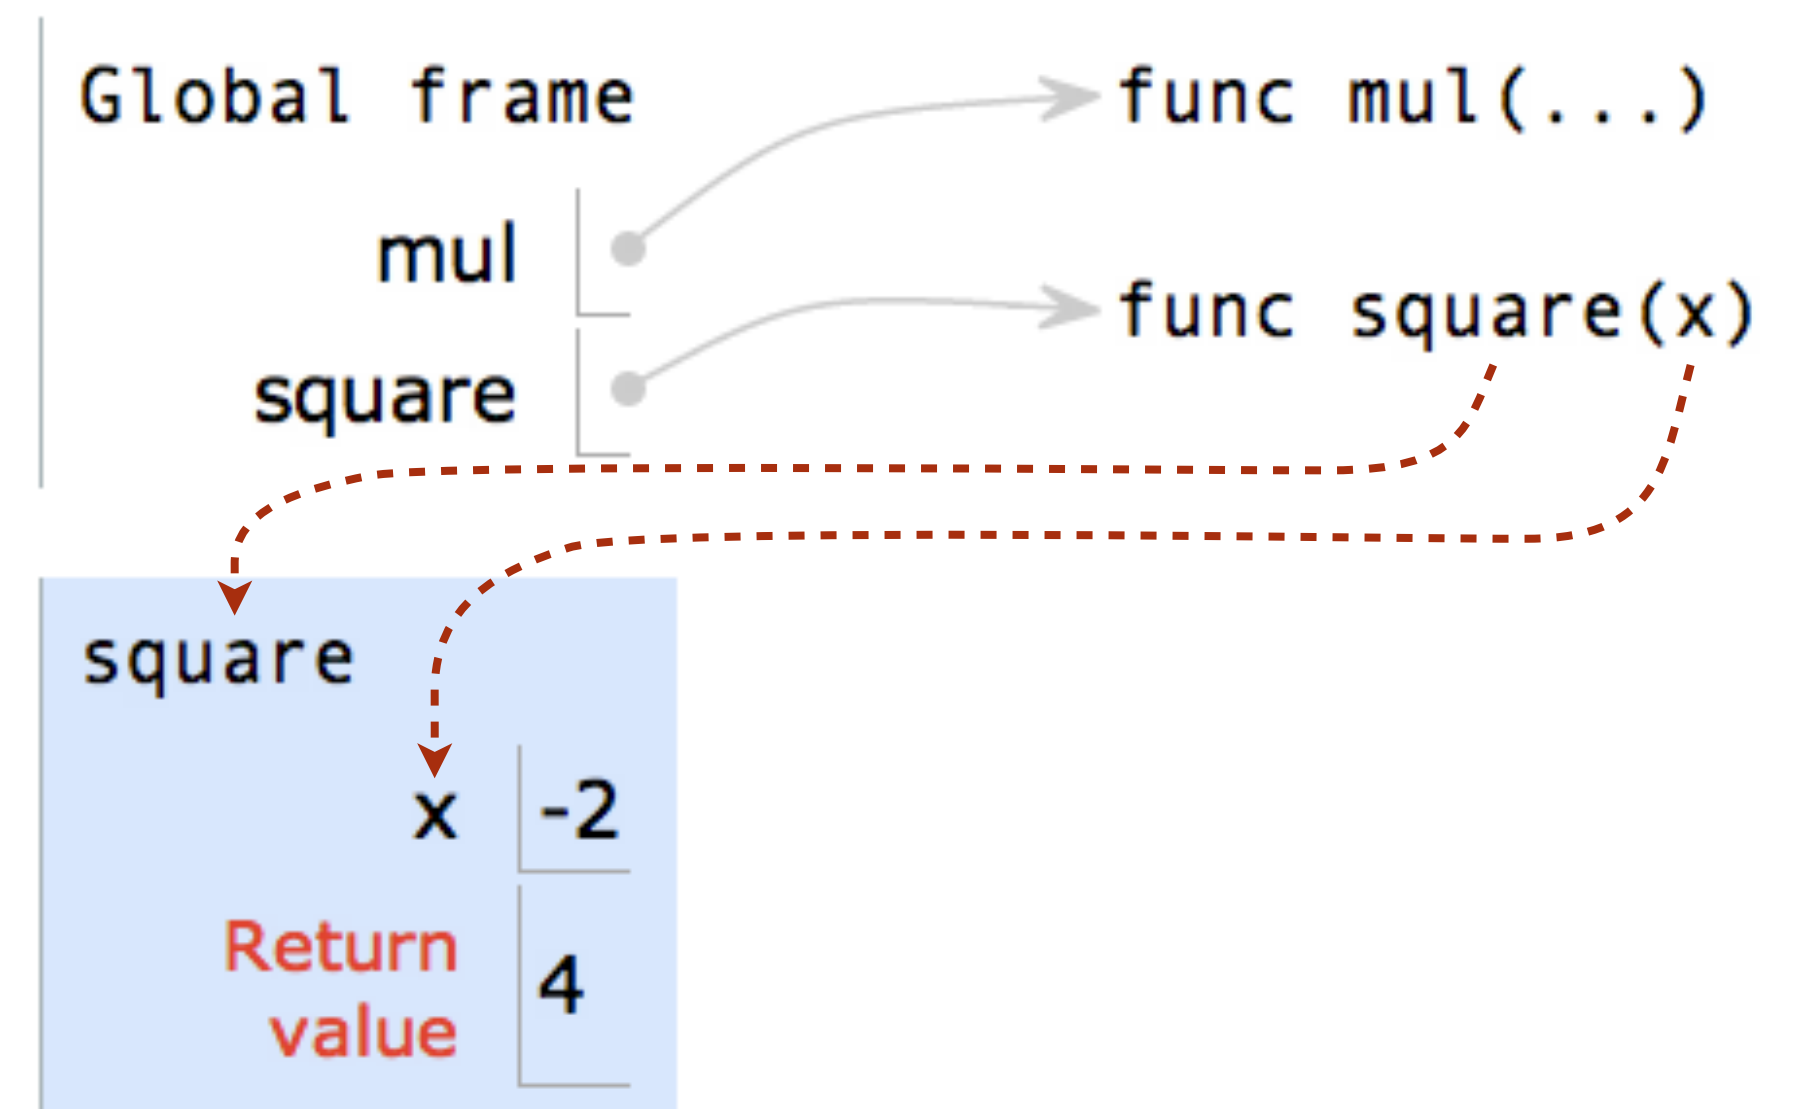 Global frame
func mul(...)
mul
func square(x)
square
square
x -2
Return
value
4